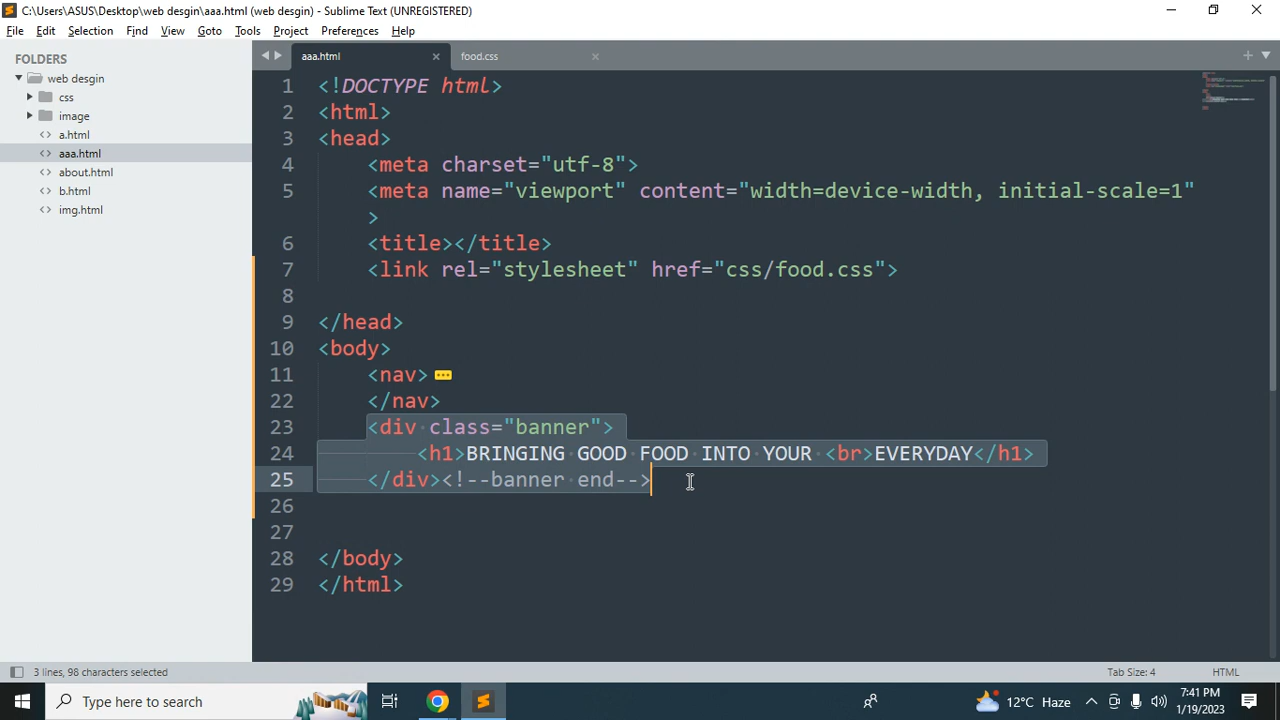 C:\Users\ASUS\Desktop\web desgin\aaa.html (web desgin) - Sublime Text (UNREGISTERED)
File Edit Selection Find View Goto Tools Project Preferences Help
FOLDERS
web desgin
css
image
a.html
aaa.html
about.html
b.html
img.html
aaa.html food.css
1 <!DOCTYPE html>
2 <html>
3 <head>
4 <meta charset="utf-8">
5 <meta name="viewport" content="width=device-width, initial-scale=1"
>
6 <title></title>
7 <link rel="stylesheet" href="css/food.css">
8
9 </head>
10 <body>
11 <nav>
22 </nav>
23 <div class="banner">
24 <h1>BRINGING GOOD FOOD INTO YOUR <br>EVERYDAY</h1>
25 </div><!--banner end-->
26
27
28 </body>
29 </html>
3 lines, 98 characters selected Tab Size: 4 HTML
Type here to search 12°C Haze 7:41 PM
1/19/2023